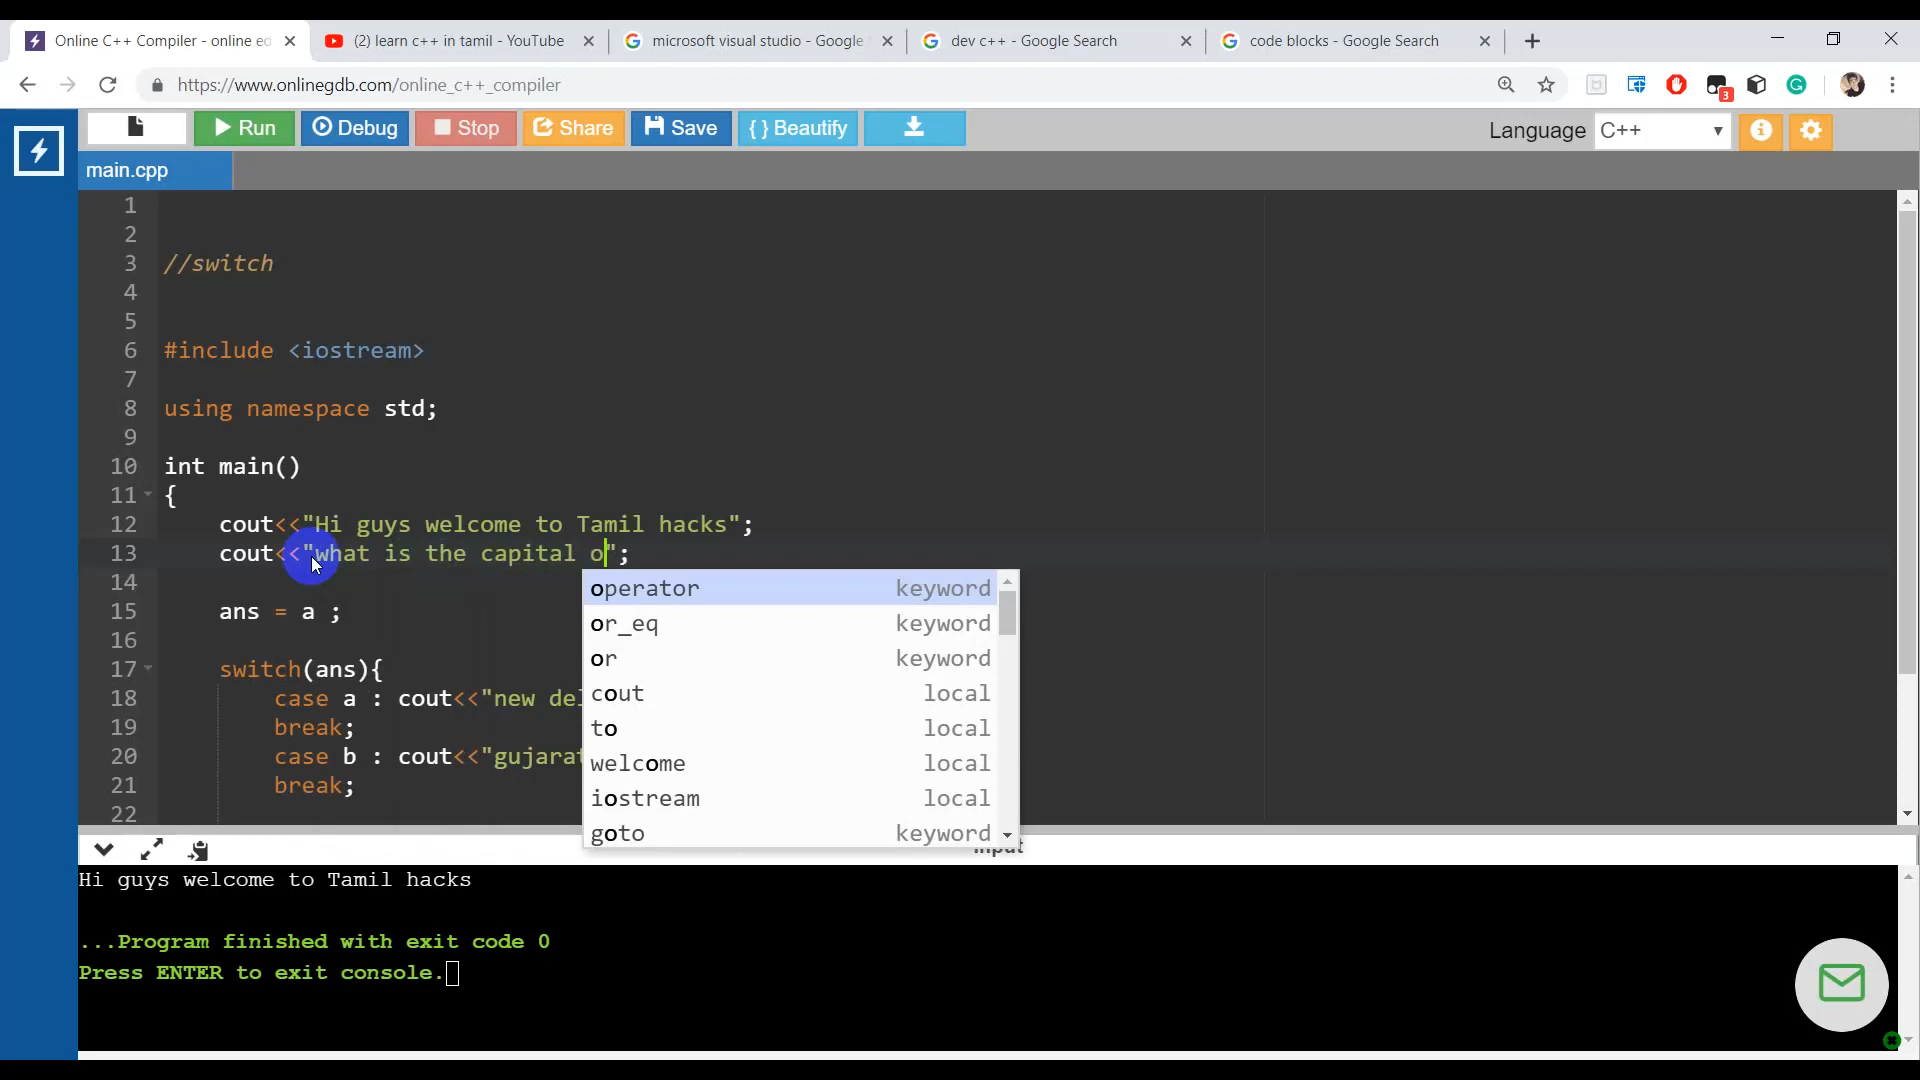 Online C++ Compiler - online ed
(2) learn c++ in tamil - YouTube
microsoft visual studio - Google
dev c++ - Google Search
code blocks - Google Search
https://www.onlinegdb.com/online_c++_compiler
3
Run
Debug
Stop
Share
Save
{ } Beautify
Language
C++
main.cpp
1
2
3 //switch
4
5
6 #include <iostream>
7
8 using namespace std;
9
10 int main()
11 {
12 cout<<"Hi guys welcome to Tamil hacks";
13 cout<<"what is the capital o";
14
15 ans = a ;
16
17 switch(ans){
18 case a : cout<<"new del
19 break;
20 case b : cout<<"gujarat
21 break;
22
operator keyword
or_eq keyword
or keyword
cout local
to local
welcome local
iostream local
goto keyword
input
Hi guys welcome to Tamil hacks
...Program finished with exit code 0
Press ENTER to exit console.